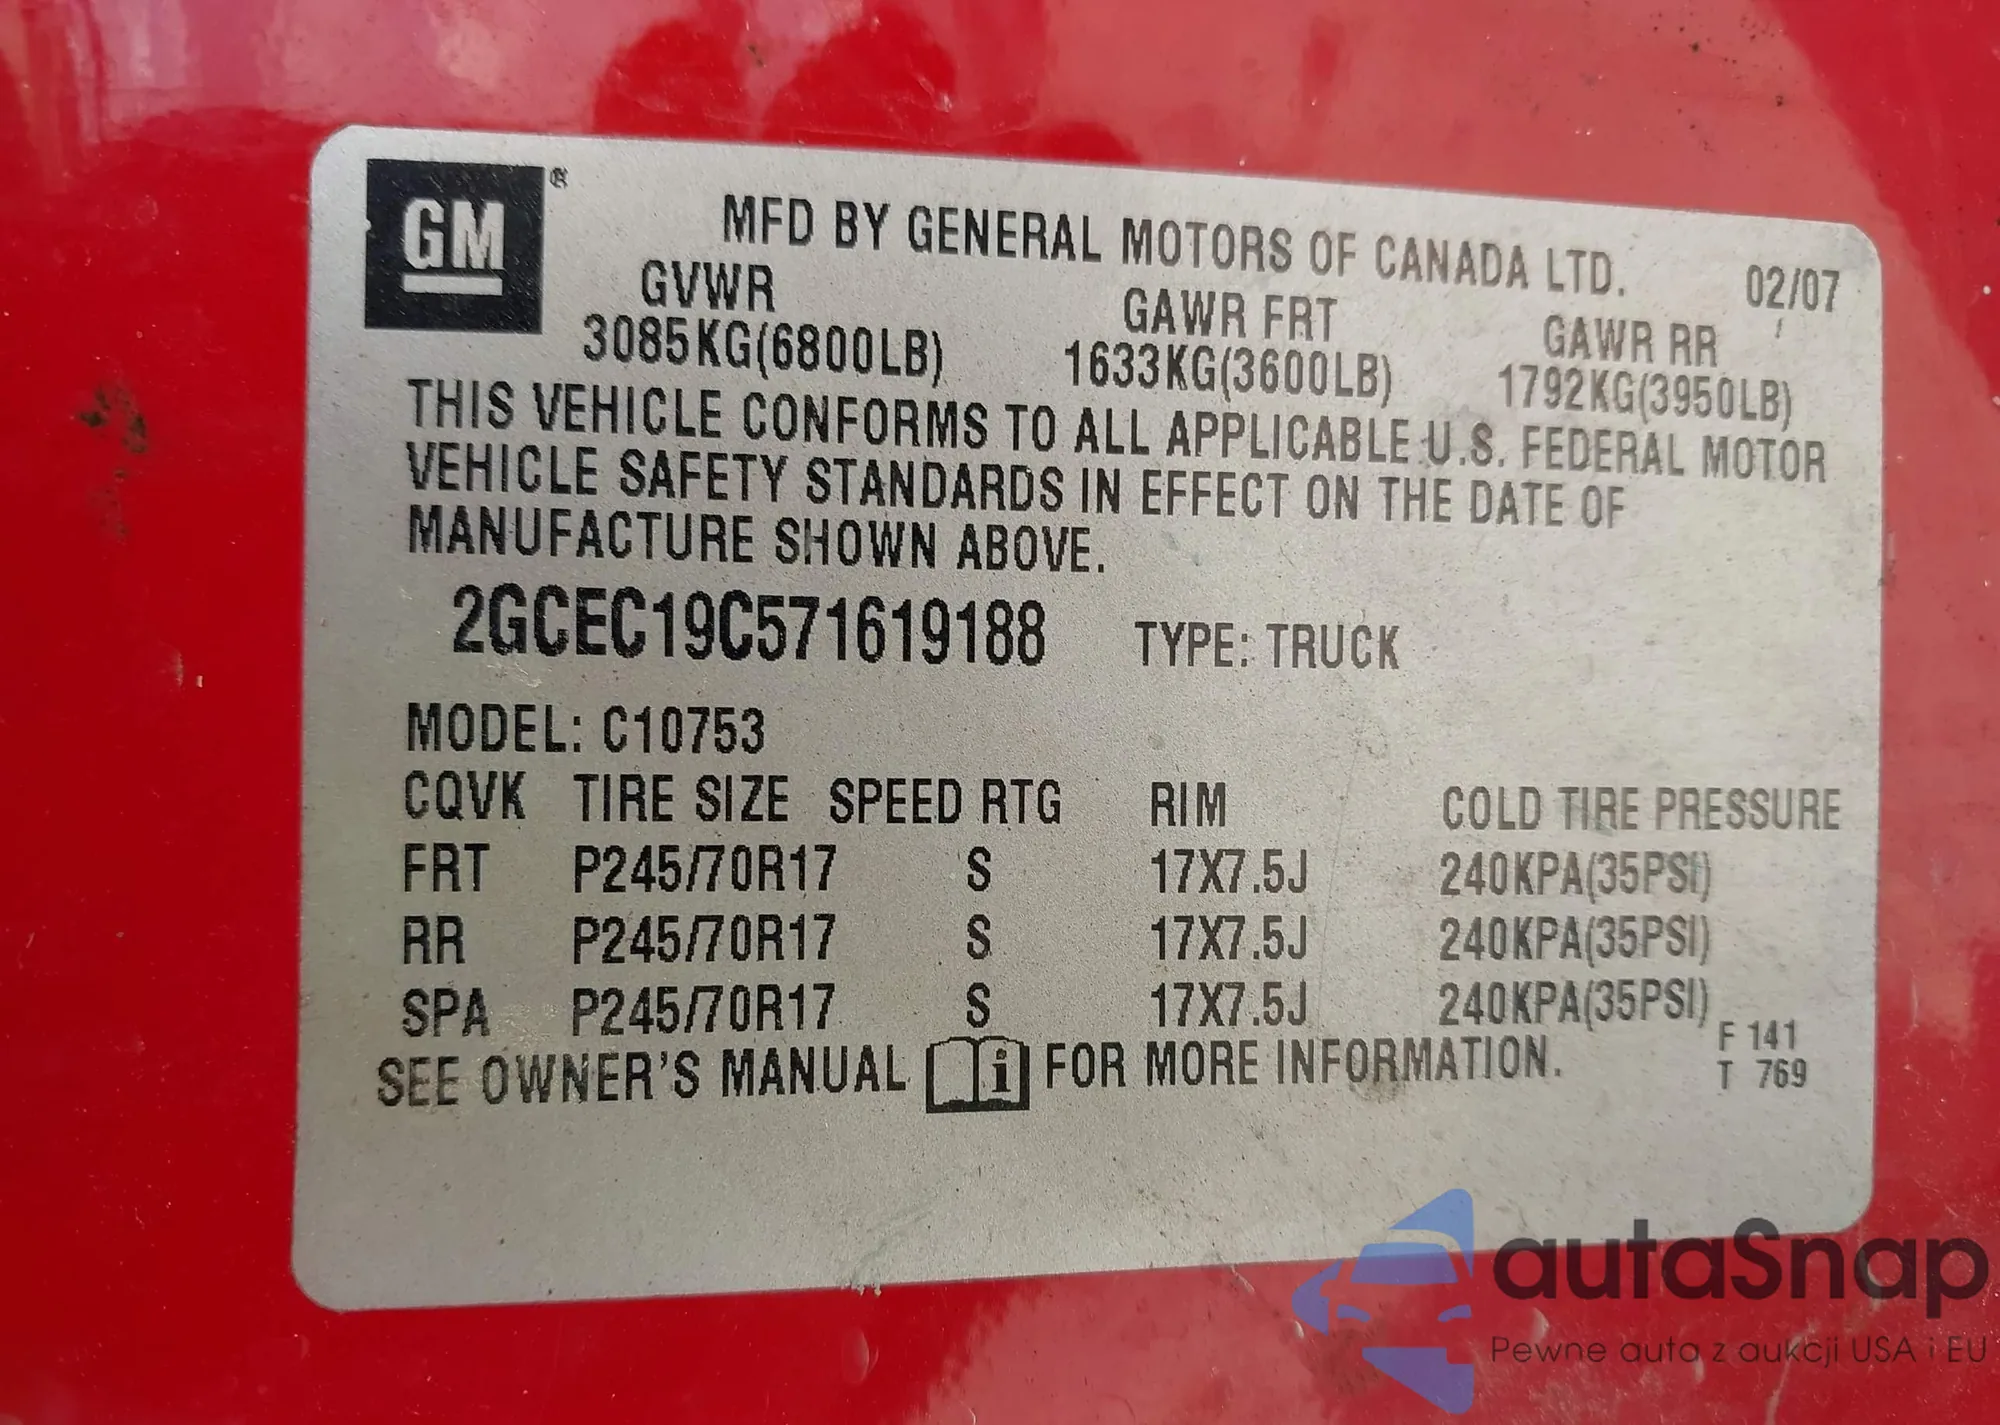 GM®
MFD BY GENERAL MOTORS OF CANADA LTD.
02/07
GVWR GAWR FRT GAWR RR
3085KG(6800LB) 1633KG(3600LB) 1792KG(3950LB)
THIS VEHICLE CONFORMS TO ALL APPLICABLE U.S. FEDERAL MOTOR
VEHICLE SAFETY STANDARDS IN EFFECT ON THE DATE OF
MANUFACTURE SHOWN ABOVE.
2GCEC19C571619188 TYPE: TRUCK
MODEL: C10753
CQVK TIRE SIZE SPEED RTG RIM COLD TIRE PRESSURE
FRT P245/70R17 S 17X7.5J 240KPA(35PSI)
RR P245/70R17 S 17X7.5J 240KPA(35PSI)
SPA P245/70R17 S 17X7.5J 240KPA(35PSI)
F 141
T 769
SEE OWNER'S MANUAL i FOR MORE INFORMATION.
autaSnap
Pewne auta z aukcji USA i EU